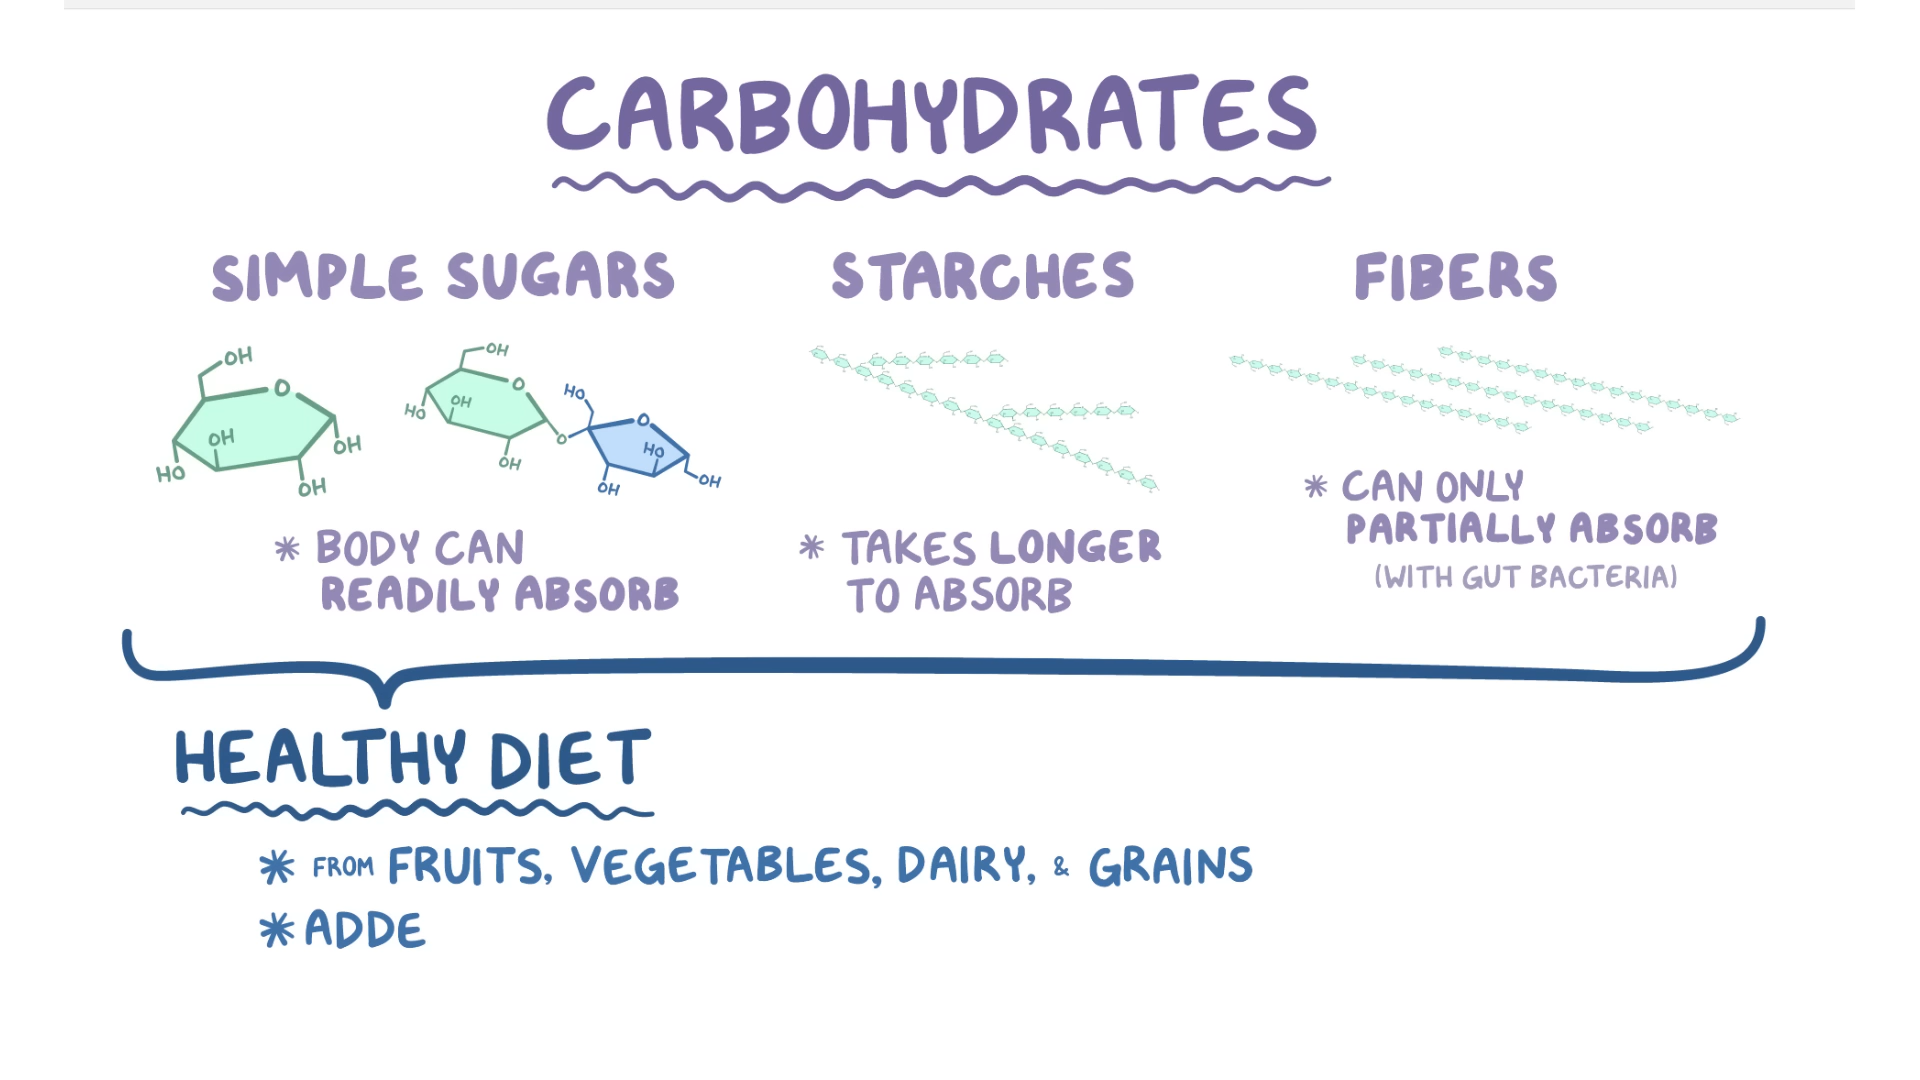 CARBOHYDRATES
SIMPLE SUGARS
OH
O
OH
OH
HO
OH
OH
O
HO
OH
OH
O
HO
O
HO
OH
OH
* BODY CAN
READILY ABSORB
STARCHES
* TAKES LONGER
TO ABSORB
FIBERS
* CAN ONLY
PARTIALLY ABSORB
(WITH GUT BACTERIA)
HEALTHY DIET
* FROM FRUITS, VEGETABLES, DAIRY, & GRAINS
* ADDE